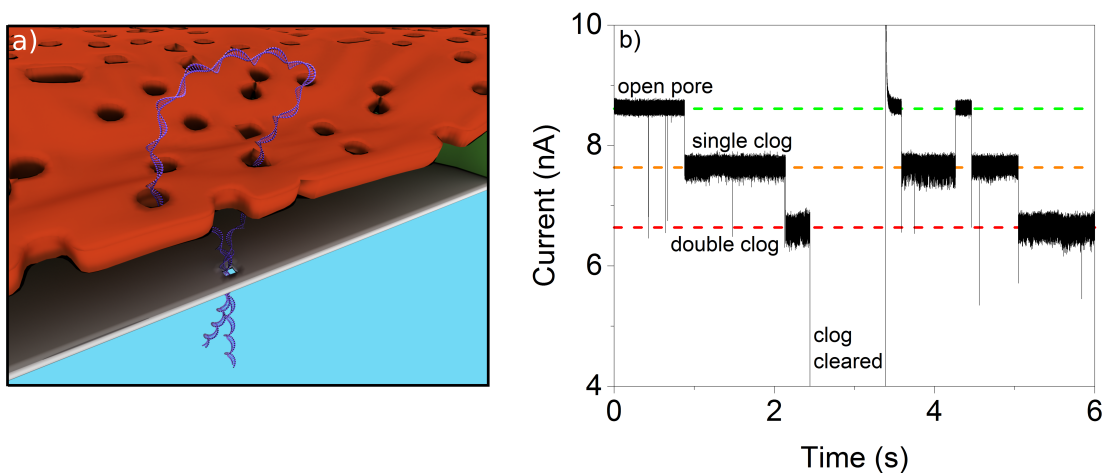 a)
b)
10
8
6
4
Current (nA)
open pore
single clog
double clog
clog
cleared
0
2
4
6
Time (s)